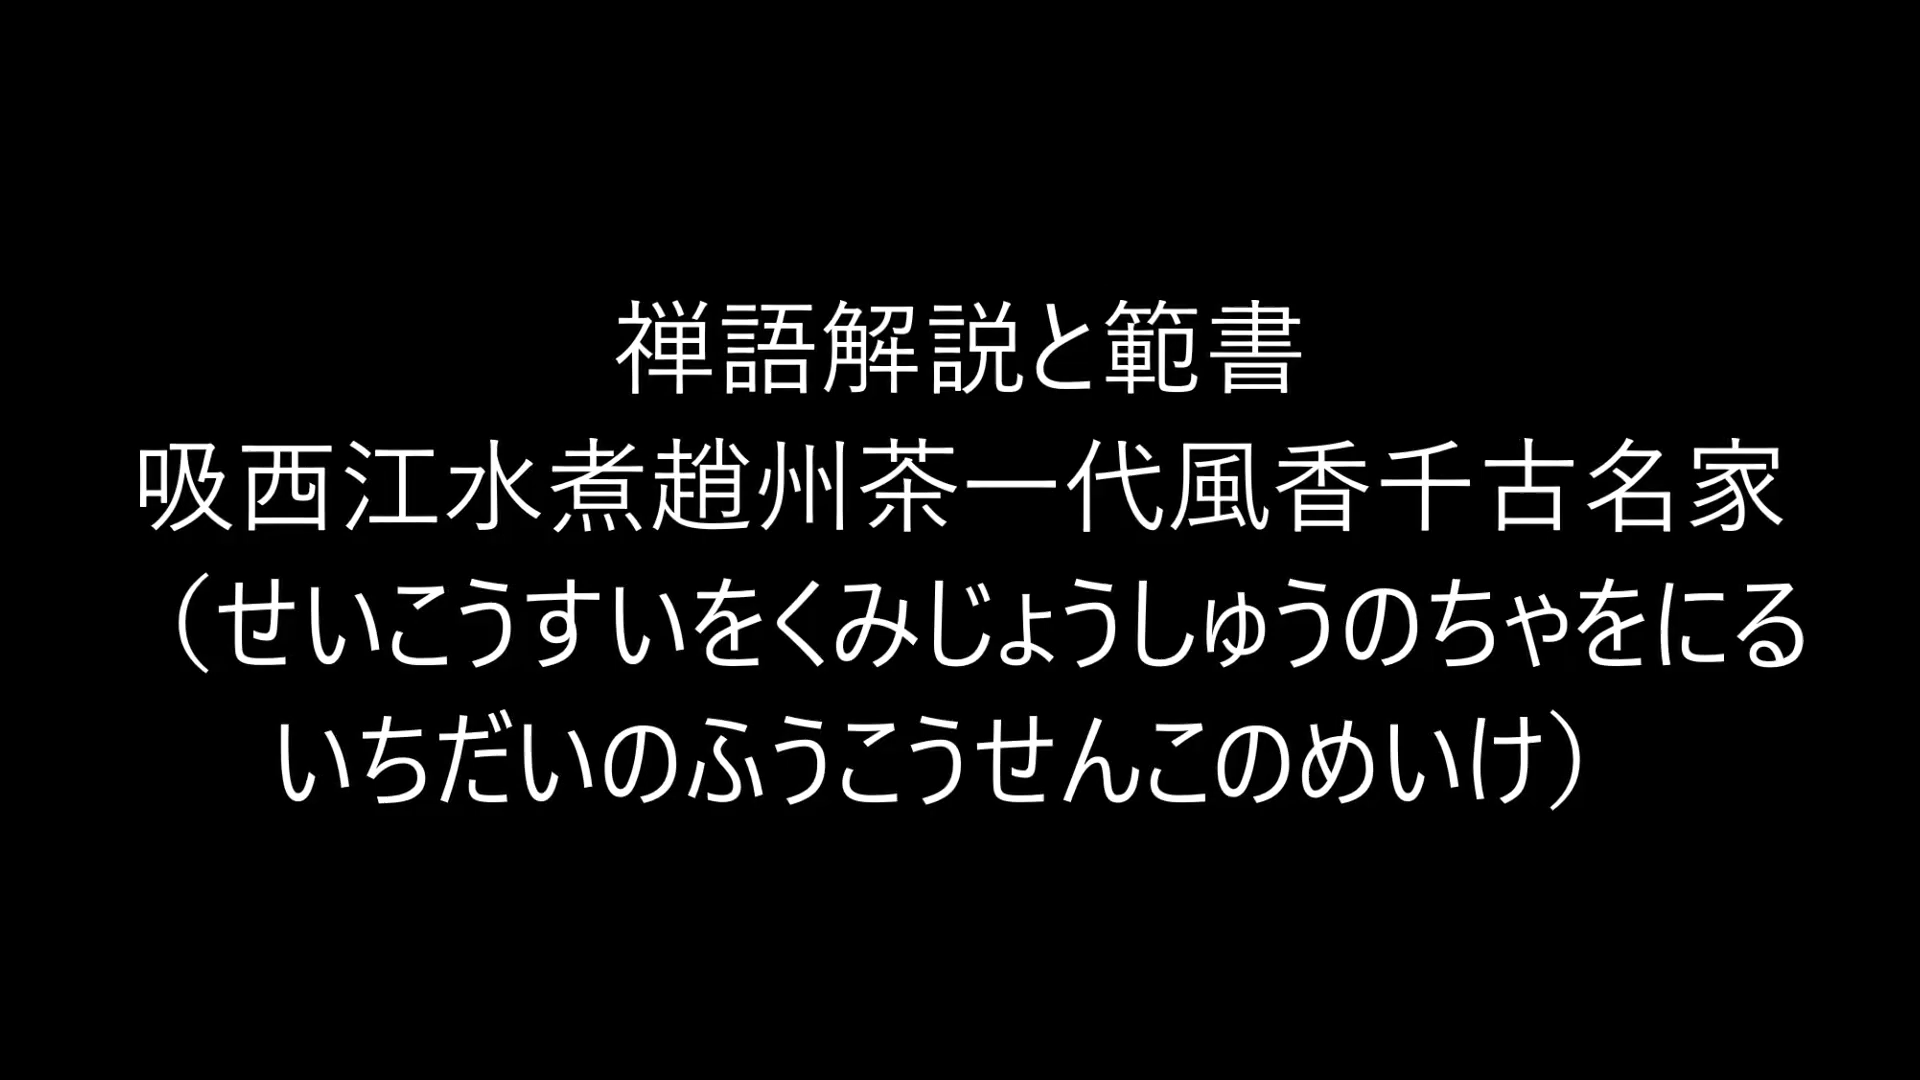 禅語解説と範書
吸西江水煮趙州茶一代風香千古名家
（せいこうすいをくみじょうしゅうのちゃをにる
いちだいのふうこうせんこのめいけ）